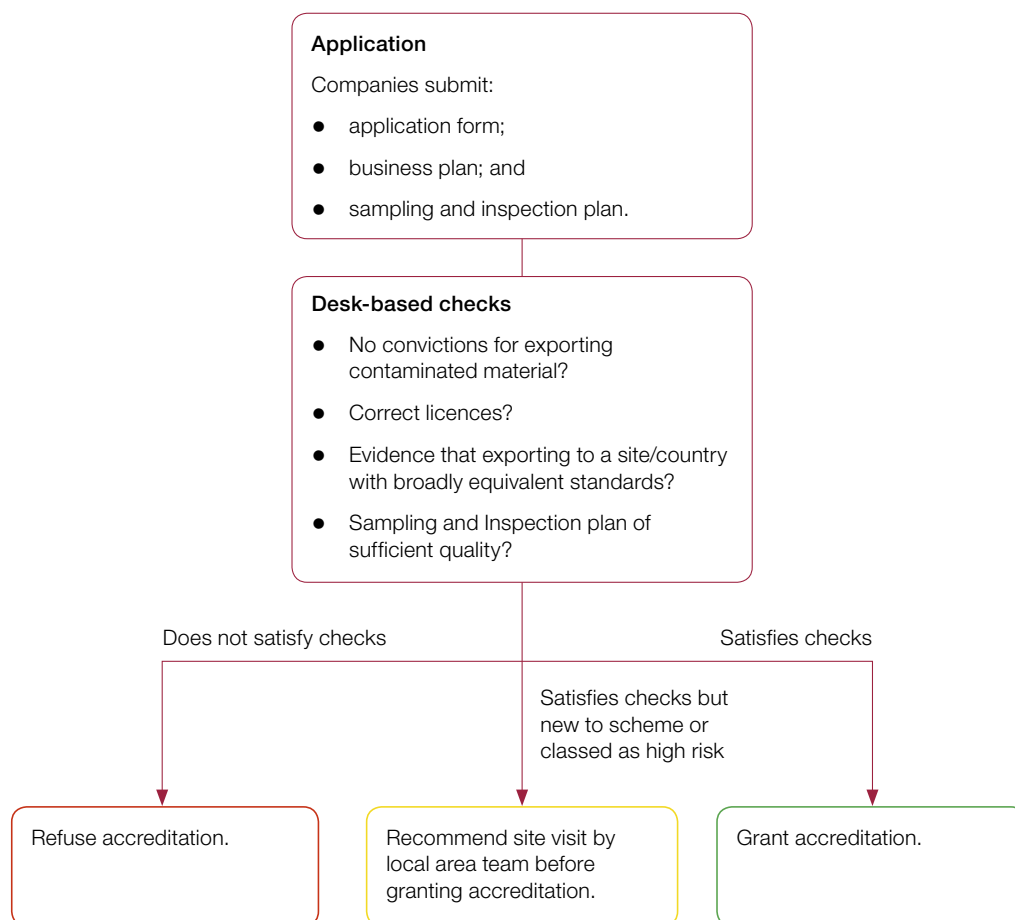 Application
Companies submit:
● application form;
● business plan; and
● sampling and inspection plan.
Desk-based checks
● No convictions for exporting
contaminated material?
● Correct licences?
● Evidence that exporting to a site/country
with broadly equivalent standards?
● Sampling and Inspection plan of
sufficient quality?
Does not satisfy checks
Satisfies checks
Satisfies checks but
new to scheme or
classed as high risk
Refuse accreditation.
Recommend site visit by
local area team before
granting accreditation.
Grant accreditation.